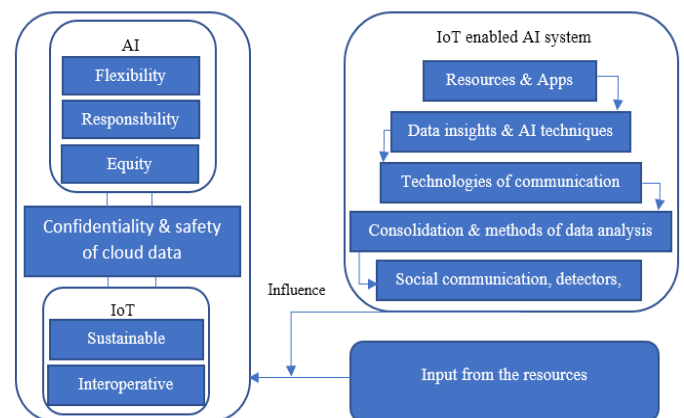 AI
Flexibility
Responsibility
Equity
Confidentiality & safety
of cloud data
IoT
Sustainable
Interoperative
IoT enabled AI system
Resources & Apps
Data insights & AI techniques
Technologies of communication
Consolidation & methods of data analysis
Social communication, detectors,
Influence
Input from the resources